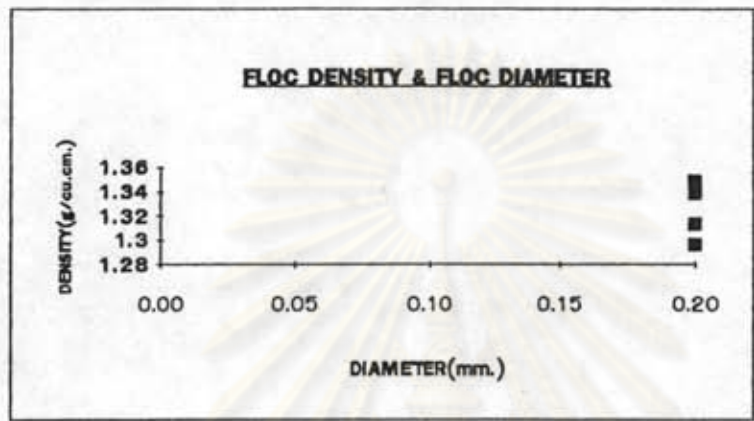 FLOC DENSITY & FLOC DIAMETER
DENSITY(g/cu.cm.)
1.36
1.34
1.32
1.3
1.28
0.00 0.05 0.10 0.15 0.20
DIAMETER(mm.)